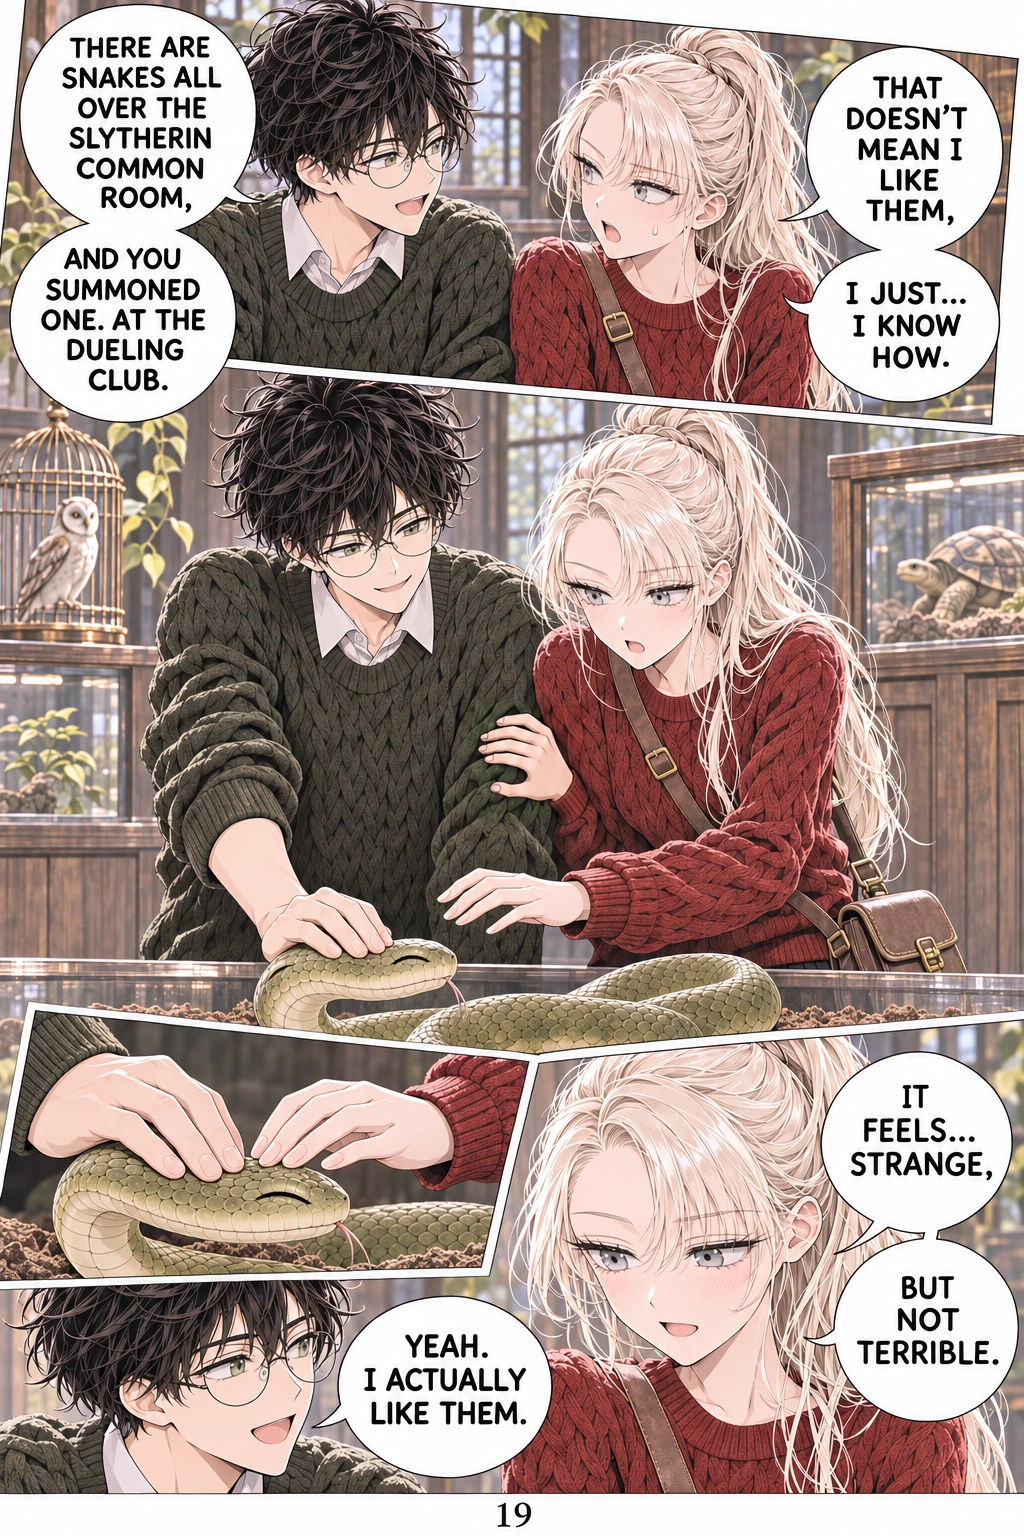 THERE ARE
SNAKES ALL
OVER THE
SLYTHERIN
COMMON
ROOM,
AND YOU
SUMMONED
ONE. AT THE
DUELING
CLUB.
THAT
DOESN'T
MEAN I
LIKE
THEM,
I JUST...
I KNOW
HOW.
IT
FEELS...
STRANGE,
BUT
NOT
TERRIBLE.
YEAH.
I ACTUALLY
LIKE THEM.
19